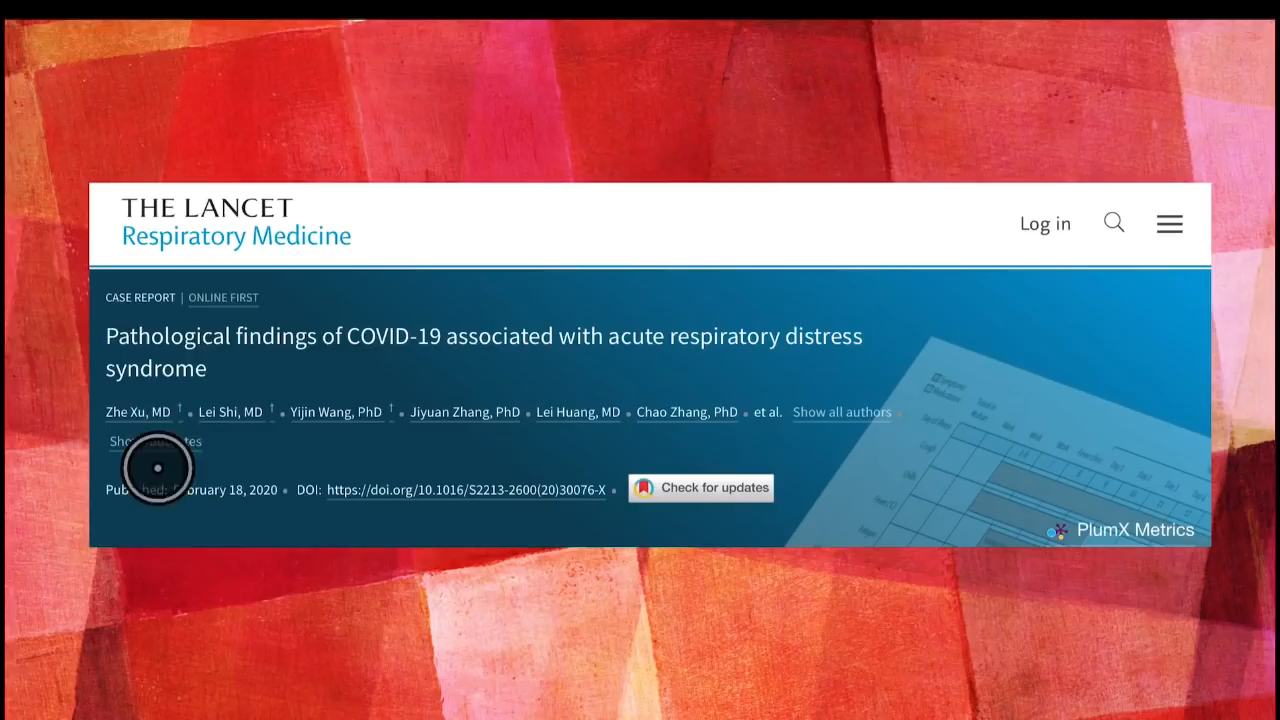 THE LANCET
Respiratory Medicine
Log in
CASE REPORT | ONLINE FIRST
Pathological findings of COVID-19 associated with acute respiratory distress
syndrome
Zhe Xu, MD † • Lei Shi, MD † • Yijin Wang, PhD † • Jiyuan Zhang, PhD • Lei Huang, MD • Chao Zhang, PhD • et al. Show all authors •
February 18, 2020 • DOI: https://doi.org/10.1016/S2213-2600(20)30076-X • Check for updates
PlumX Metrics